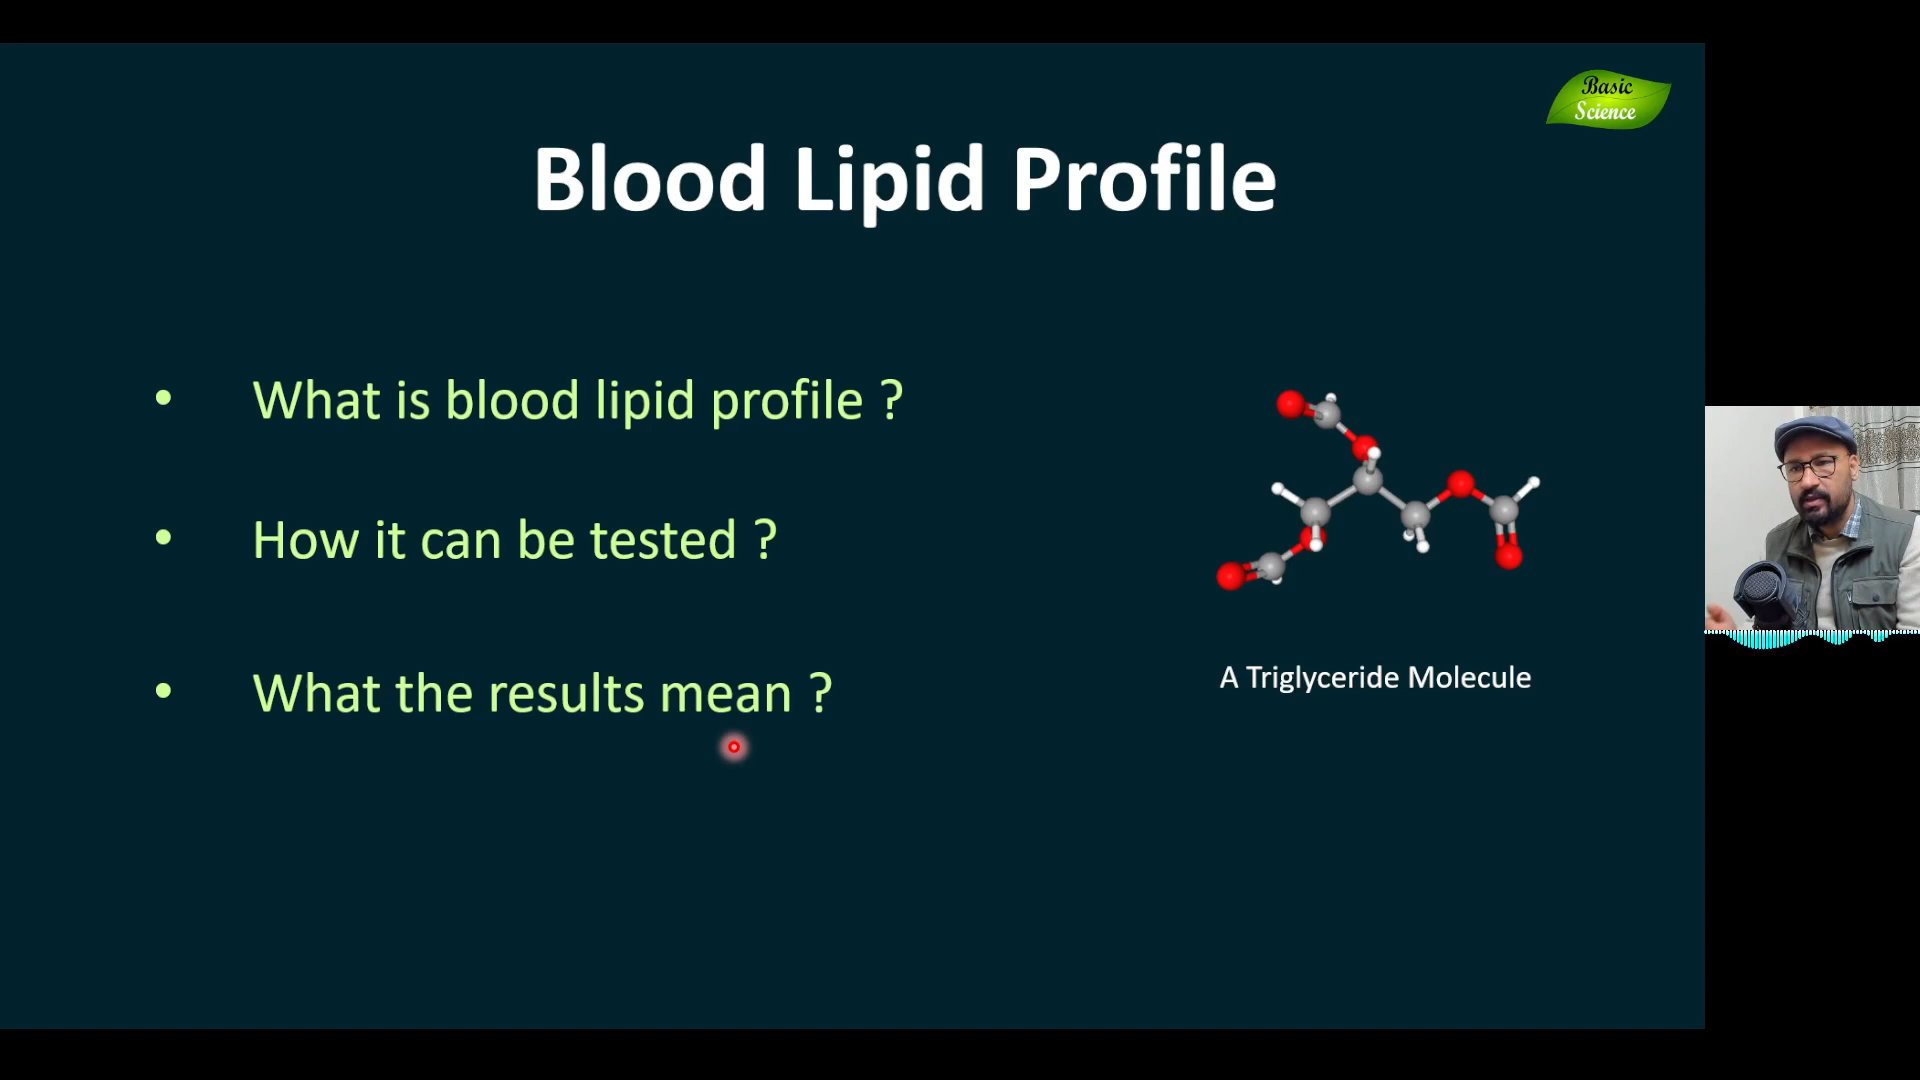 Basic
Science
Blood Lipid Profile
• What is blood lipid profile ?
• How it can be tested ?
• What the results mean ?
A Triglyceride Molecule